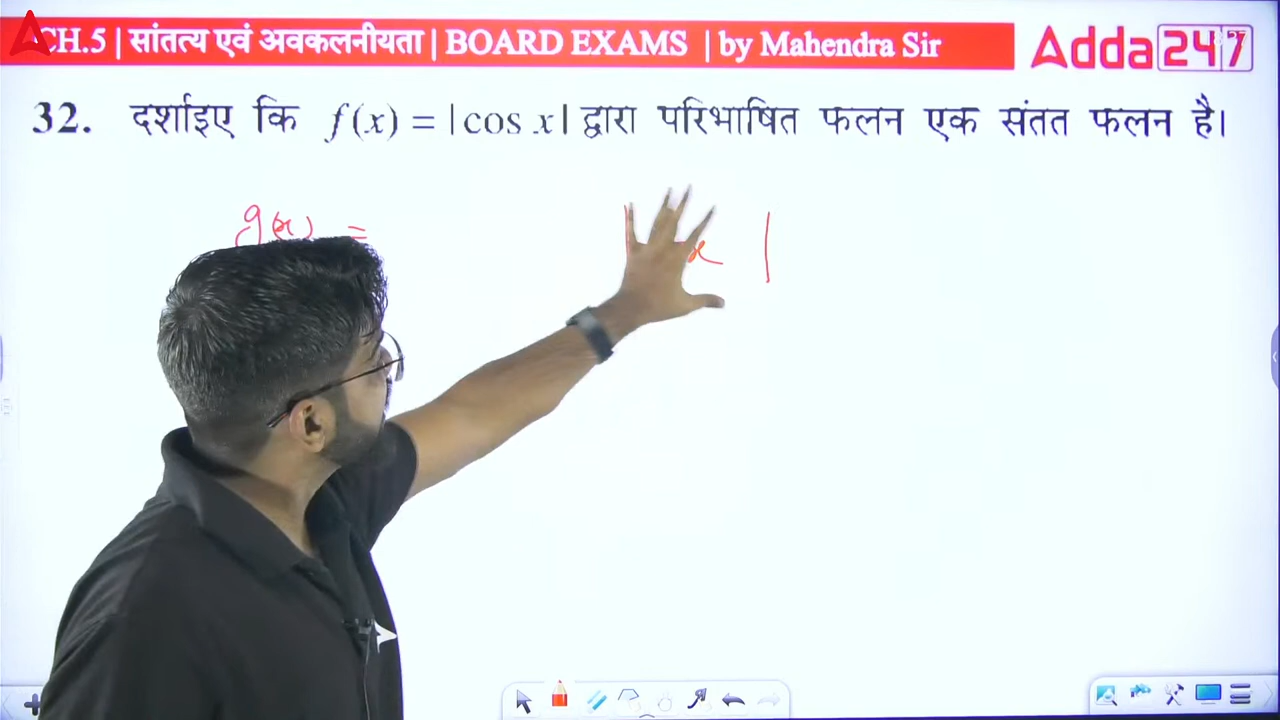 CH.5 | सांतत्य एवं अवकलनीयता | BOARD EXAMS | by Mahendra Sir
Adda247
32. दर्शाइए कि f(x) = |cos x| द्वारा परिभाषित फलन एक संतत फलन है।
g(x) = | x |